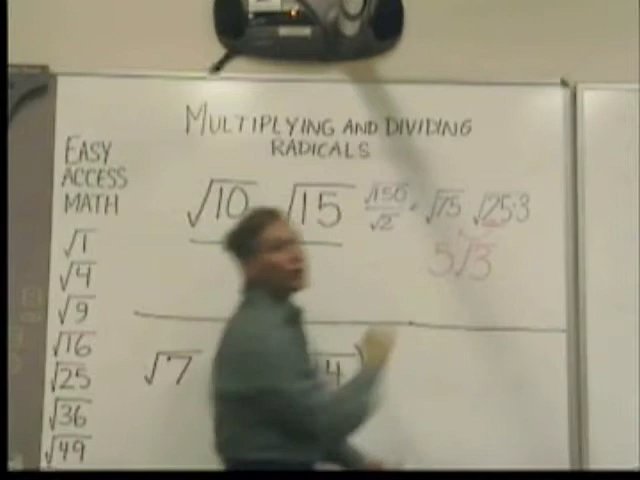 MULTIPLYING AND DIVIDING
RADICALS
EASY
ACCESS
MATH
√1
√4
√9
√16
√25
√36
√49
√10 √15 √150/√2 = √75 √25·3
5√3
√7 4)